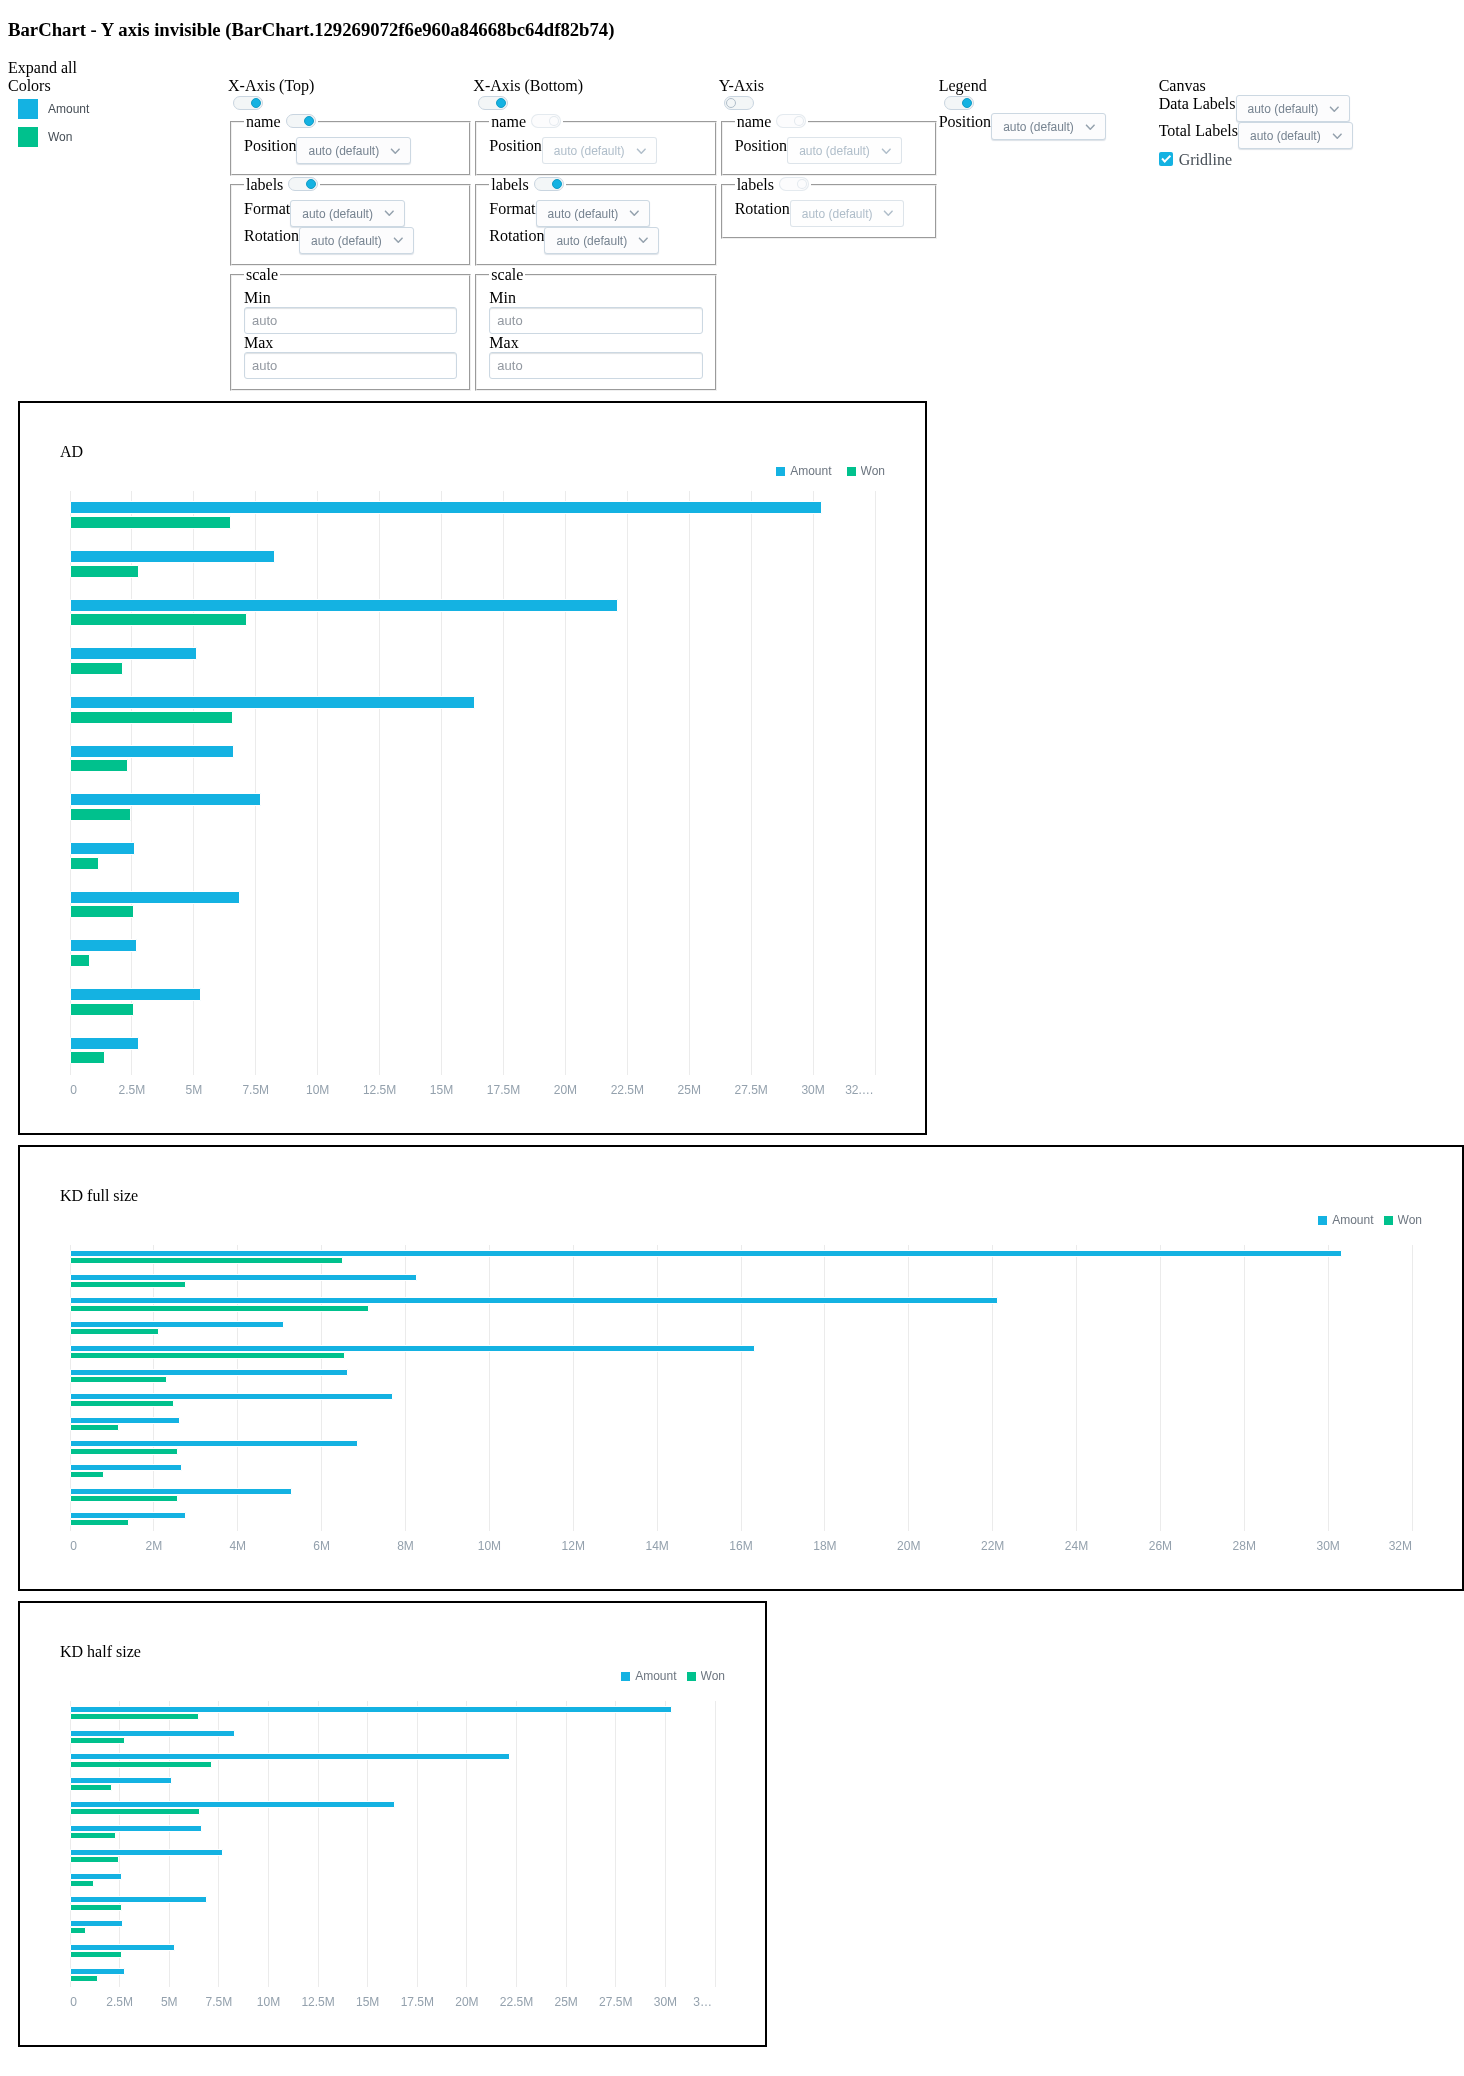 BarChart - Y axis invisible (BarChart.129269072f6e960a84668bc64df82b74)
Expand all
Colors
Amount
Won
X-Axis (Top)
name
Position auto (default)
labels
Format auto (default)
Rotation auto (default)
scale
Min
auto
Max
auto
X-Axis (Bottom)
name
Position auto (default)
labels
Format auto (default)
Rotation auto (default)
scale
Min
auto
Max
auto
Y-Axis
name
Position auto (default)
labels
Rotation auto (default)
Legend
Position auto (default)
Canvas
Data Labels auto (default)
Total Labels auto (default)
Gridline
AD
Amount Won
0 2.5M 5M 7.5M 10M 12.5M 15M 17.5M 20M 22.5M 25M 27.5M 30M 32.…
KD full size
Amount Won
0 2M 4M 6M 8M 10M 12M 14M 16M 18M 20M 22M 24M 26M 28M 30M 32M
KD half size
Amount Won
0 2.5M 5M 7.5M 10M 12.5M 15M 17.5M 20M 22.5M 25M 27.5M 30M 3…